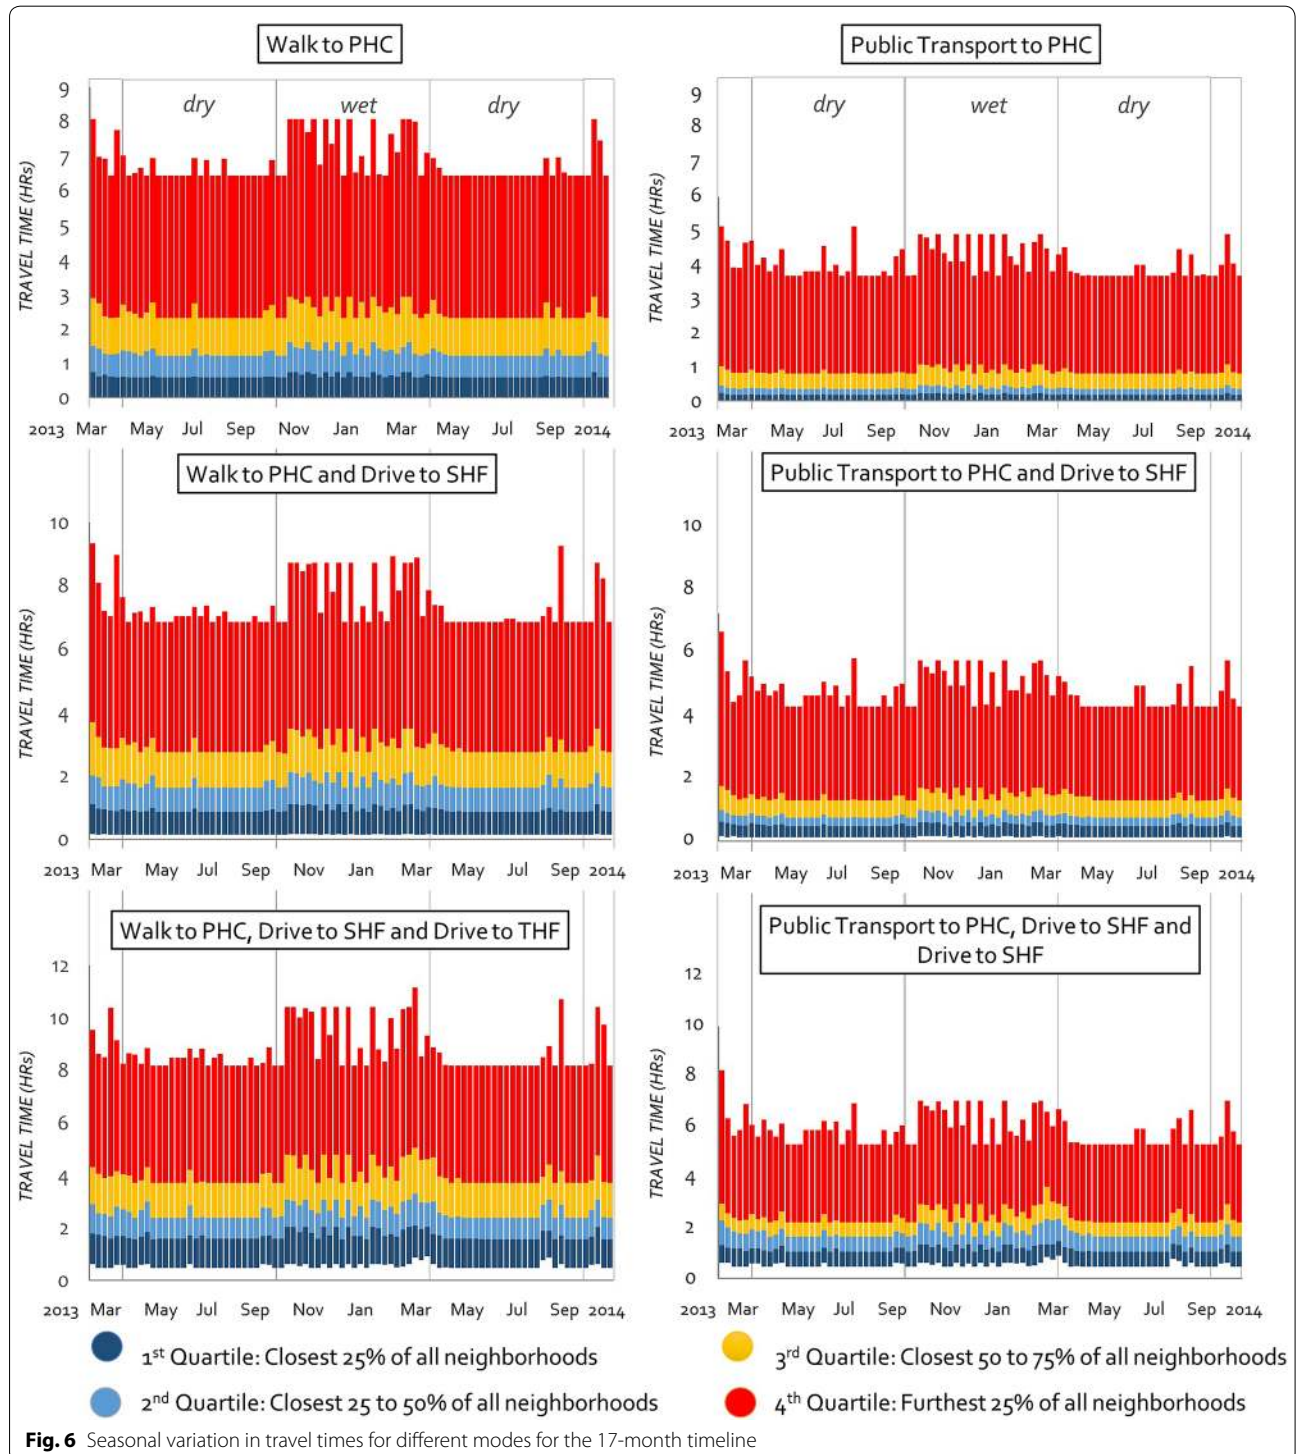 Walk to PHC
TRAVEL TIME (HRs)
9
8
7
6
5
4
3
2
1
0
dry
wet
dry
2013 Mar May Jul Sep Nov Jan Mar May Jul Sep 2014
Public Transport to PHC
TRAVEL TIME (HRs)
9
8
7
6
5
4
3
2
1
0
dry
wet
dry
2013 Mar May Jul Sep Nov Jan Mar May Jul Sep 2014
Walk to PHC and Drive to SHF
TRAVEL TIME (HRs)
10
8
6
4
2
0
2013 Mar May Jul Sep Nov Jan Mar May Jul Sep 2014
Public Transport to PHC and Drive to SHF
TRAVEL TIME (HRs)
10
8
6
4
2
0
2013 Mar May Jul Sep Nov Jan Mar May Jul Sep 2014
Walk to PHC, Drive to SHF and Drive to THF
TRAVEL TIME (HRs)
12
10
8
6
4
2
0
2013 Mar May Jul Sep Nov Jan Mar May Jul Sep 2014
Public Transport to PHC, Drive to SHF and
Drive to SHF
TRAVEL TIME (HRs)
12
10
8
6
4
2
0
2013 Mar May Jul Sep Nov Jan Mar May Jul Sep 2014
1st Quartile: Closest 25% of all neighborhoods
2nd Quartile: Closest 25 to 50% of all neighborhoods
3rd Quartile: Closest 50 to 75% of all neighborhoods
4th Quartile: Furthest 25% of all neighborhoods
Fig. 6 Seasonal variation in travel times for different modes for the 17-month timeline